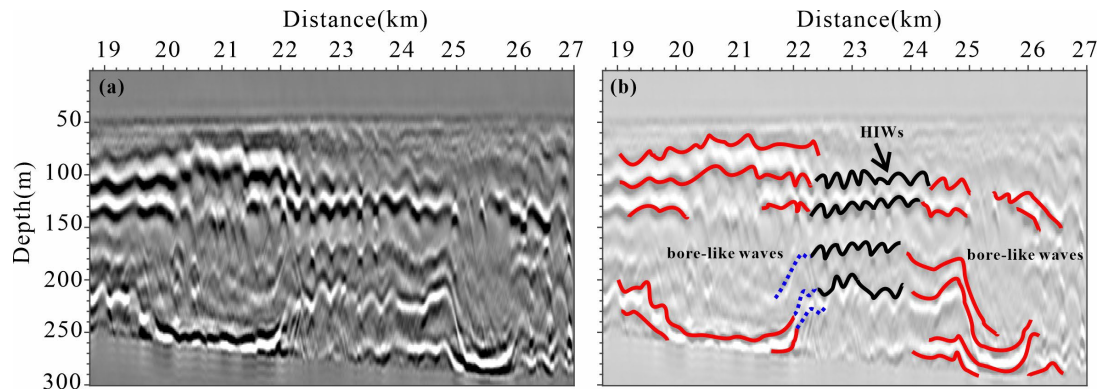 Distance(km) Distance(km)
19 20 21 22 23 24 25 26 27 19 20 21 22 23 24 25 26 27
(a) (b)
50
HIWs
100
Depth(m)
150
bore-like waves bore-like waves
200
250
300